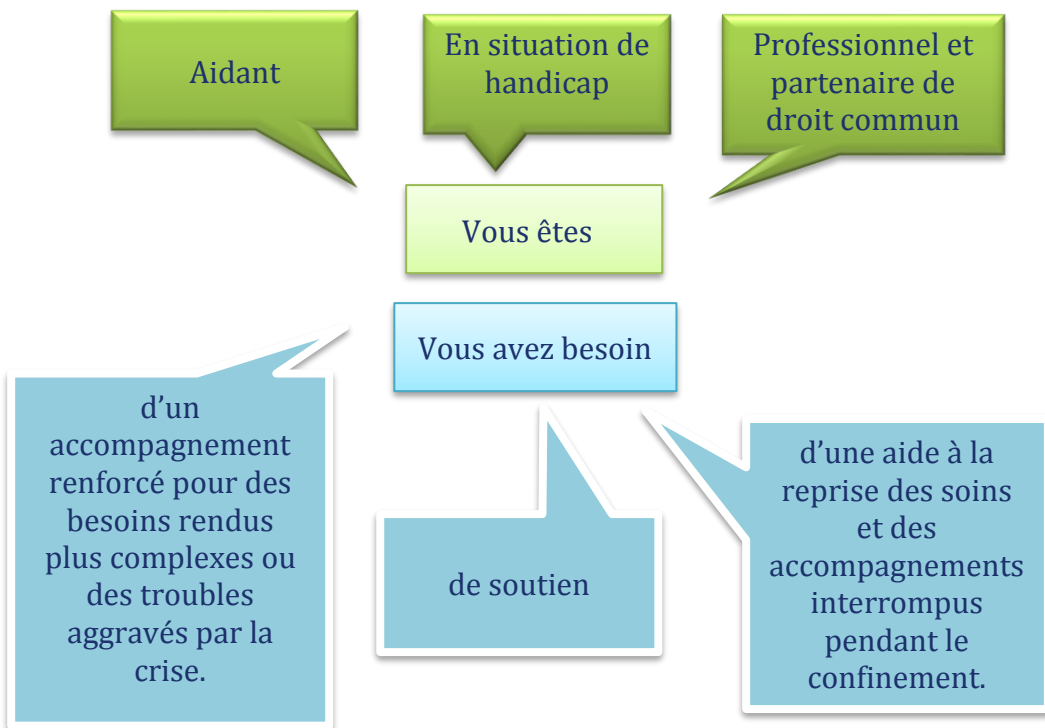 Aidant
En situation de
handicap
Professionnel et
partenaire de
droit commun
Vous êtes
Vous avez besoin
d’un
accompagnement
renforcé pour des
besoins rendus
plus complexes ou
des troubles
aggravés par la
crise.
de soutien
d’une aide à la
reprise des soins
et des
accompagnements
interrompus
pendant le
confinement.